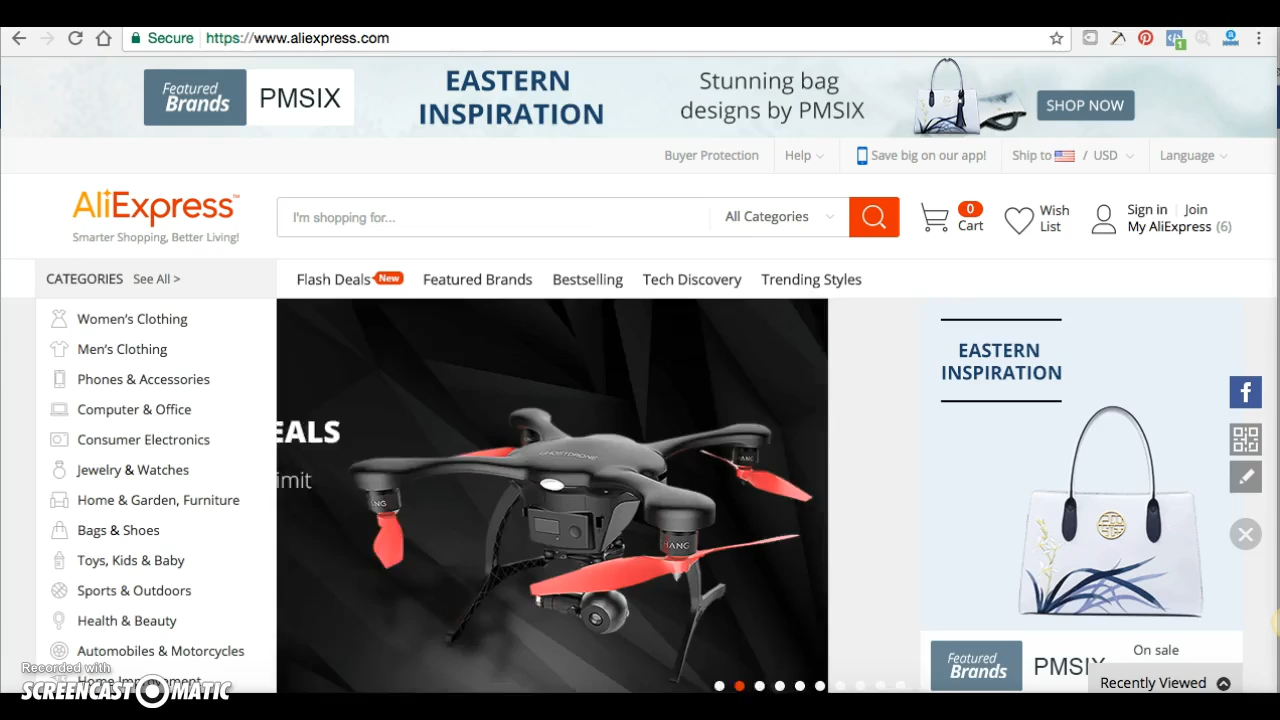 Secure https://www.aliexpress.com
Featured
Brands
PMSIX
EASTERN
INSPIRATION
Stunning bag
designs by PMSIX
SHOP NOW
Buyer Protection Help Save big on our app! Ship to / USD Language
AliExpress™
Smarter Shopping, Better Living!
I'm shopping for... All Categories
0
Cart
Wish
List
Sign in | Join
My AliExpress (6)
CATEGORIES See All >
Flash Deals New Featured Brands Bestselling Tech Discovery Trending Styles
Women's Clothing
Men's Clothing
Phones & Accessories
Computer & Office
Consumer Electronics
Jewelry & Watches
Home & Garden, Furniture
Bags & Shoes
Toys, Kids & Baby
Sports & Outdoors
Health & Beauty
Automobiles & Motorcycles
Home Improvement
EALS
imit
GHOSTDRONE
EASTERN
INSPIRATION
f
Featured
Brands
PMSIX
On sale
Recently Viewed
Recorded with
SCREENCAST-O-MATIC